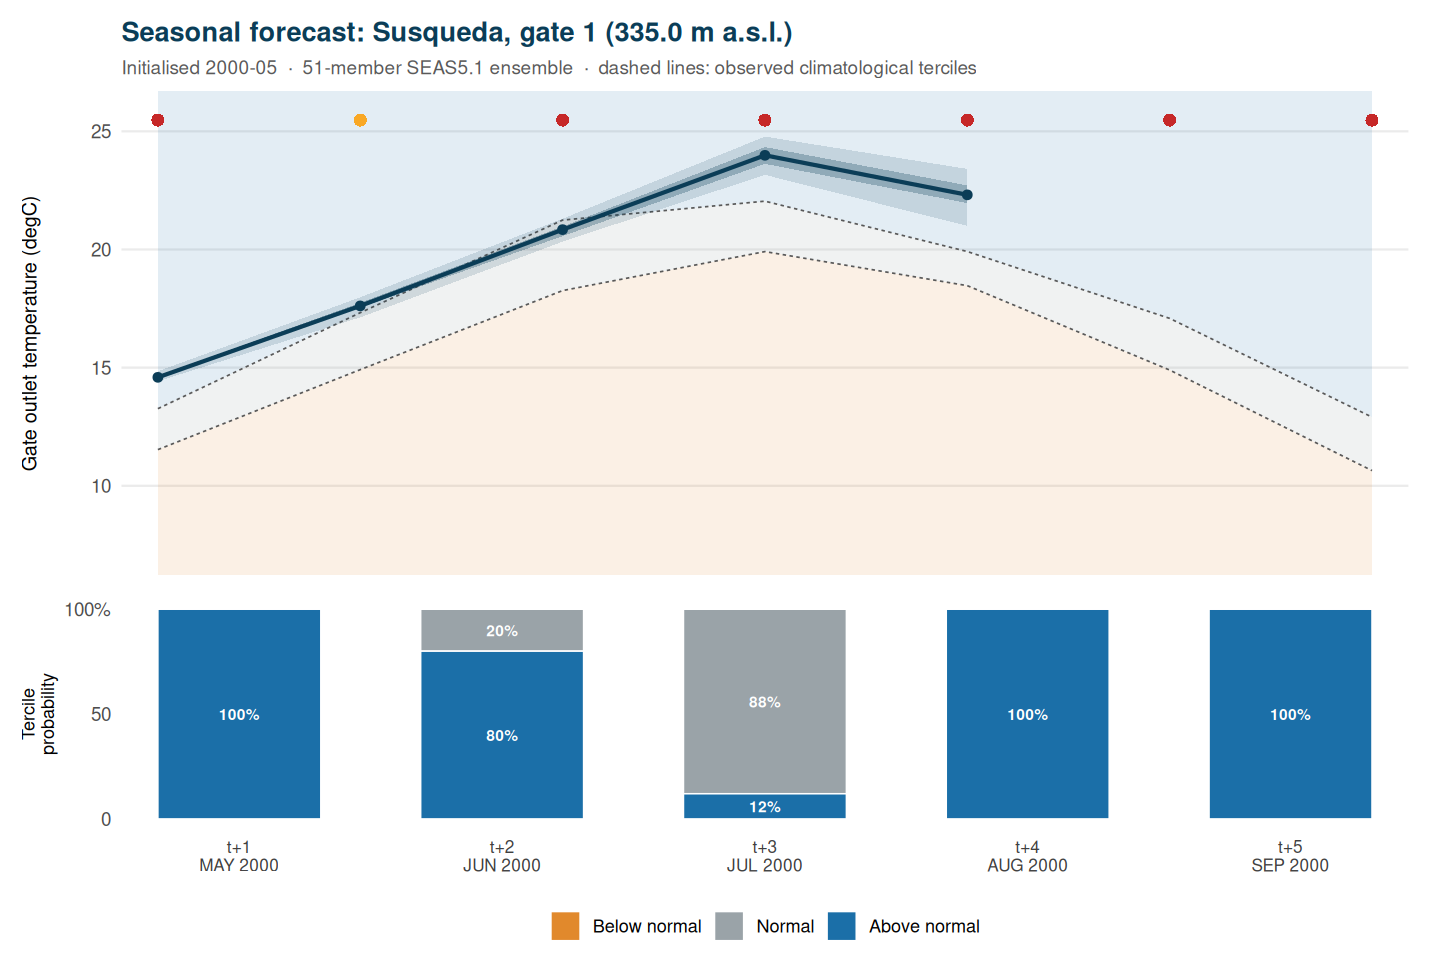 Seasonal forecast: Susqueda, gate 1 (335.0 m a.s.l.)
Initialised 2000-05 · 51-member SEAS5.1 ensemble · dashed lines: observed climatological terciles
Gate outlet temperature (degC)
25
20
15
10
Tercile
probability
100%
50
0
100%
20%
80%
88%
12%
100%
100%
t+1
MAY 2000
t+2
JUN 2000
t+3
JUL 2000
t+4
AUG 2000
t+5
SEP 2000
Below normal
Normal
Above normal